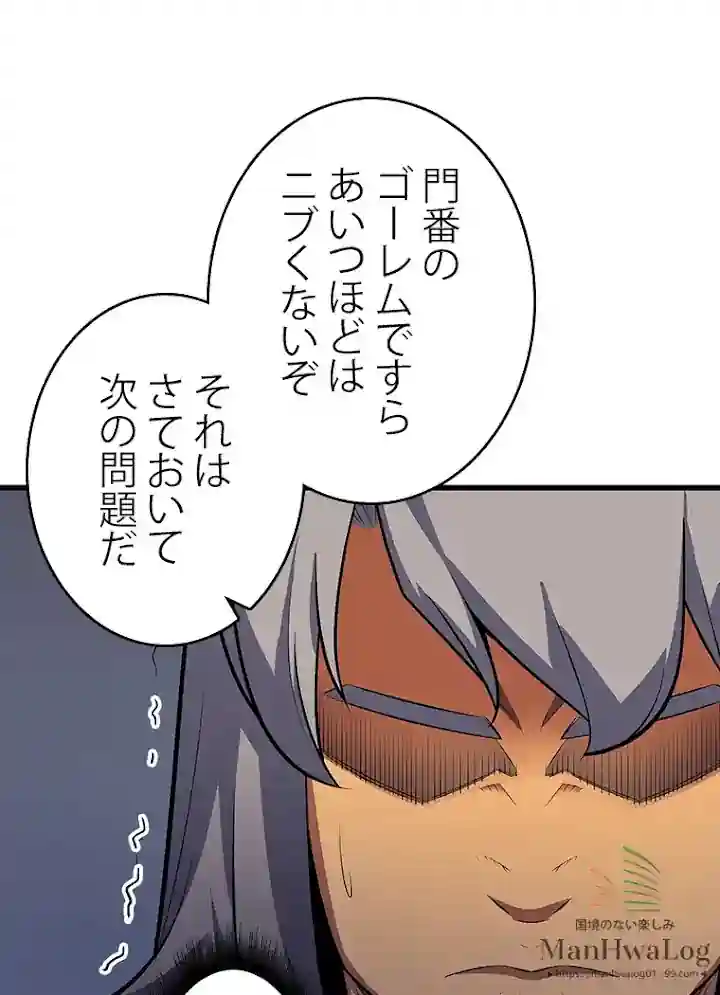 門番の
ゴーレムですら
あいつほどは
ニブくないぞ
それは
さておいて
次の問題だ
国境のない楽しみ
ManHwaLog